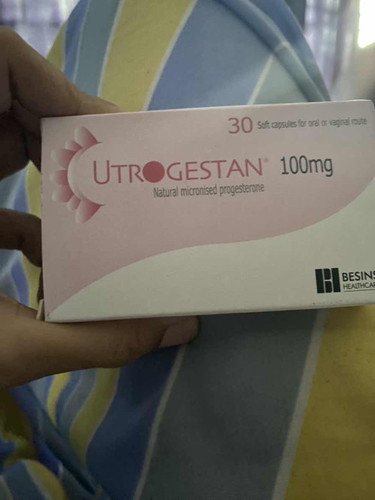 30 Soft capsules for oral or vaginal route
UTROGESTAN® 100mg
Natural micronised progesterone
BESINS
HEALTHCARE